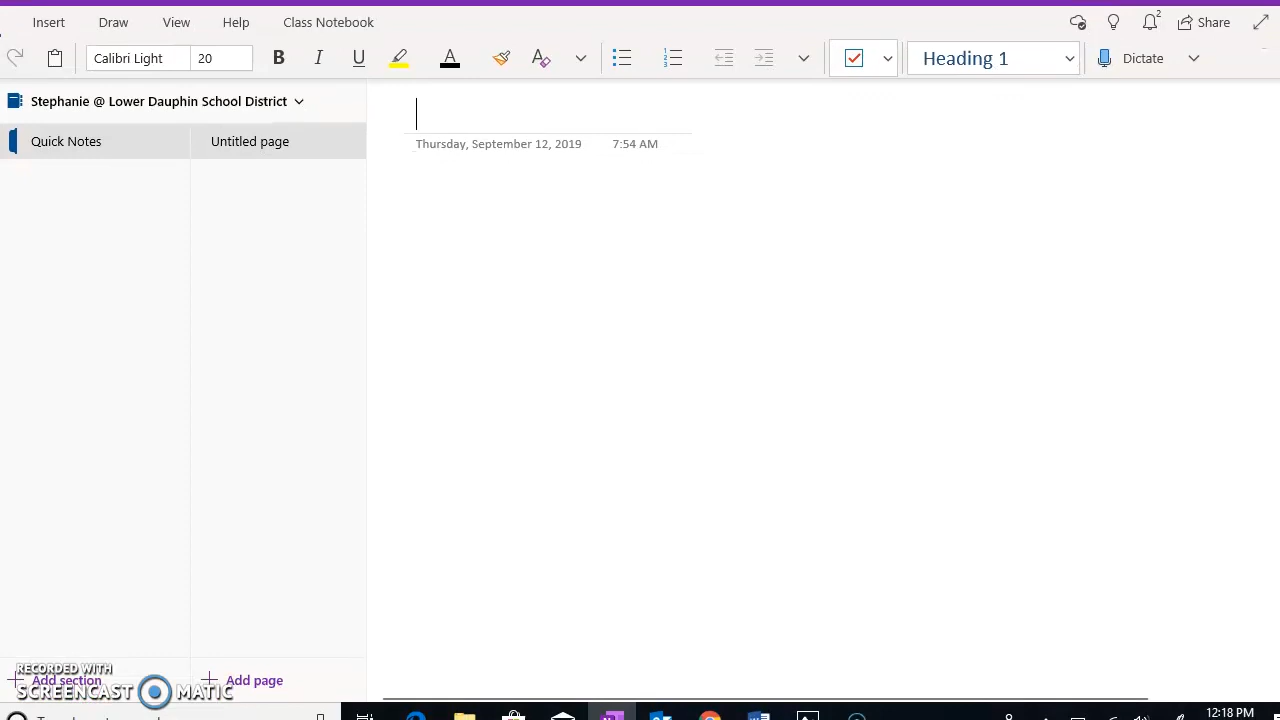 Insert Draw View Help Class Notebook 2 Share
Calibri Light 20 B I U A A Heading 1 Dictate
Stephanie @ Lower Dauphin School District
Quick Notes Untitled page
Thursday, September 12, 2019 7:54 AM
Add section Add page
RECORDED WITH
SCREENCAST MATIC
12:18 PM